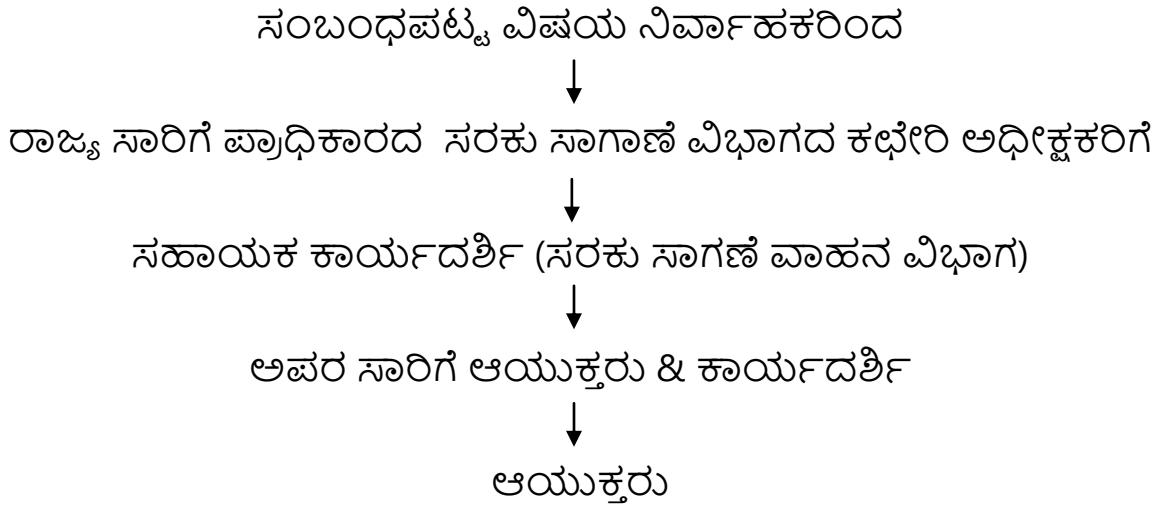 ಸಂಬಂಧಪಟ್ಟ ವಿಷಯ ನಿರ್ವಾಹಕರಿಂದ
ರಾಜ್ಯ ಸಾರಿಗೆ ಪ್ರಾಧಿಕಾರದ ಸರಕು ಸಾಗಾಣೆ ವಿಭಾಗದ ಕಛೇರಿ ಅಧೀಕ್ಷಕರಿಗೆ
ಸಹಾಯಕ ಕಾರ್ಯದರ್ಶಿ (ಸರಕು ಸಾಗಣೆ ವಾಹನ ವಿಭಾಗ)
ಅಪರ ಸಾರಿಗೆ ಆಯುಕ್ತರು & ಕಾರ್ಯದರ್ಶಿ
ಆಯುಕ್ತರು